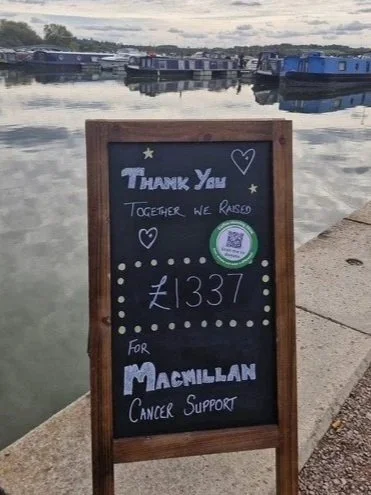 THANK YOU
TOGETHER WE RAISED
£1337
FOR
MACMILLAN
CANCER SUPPORT